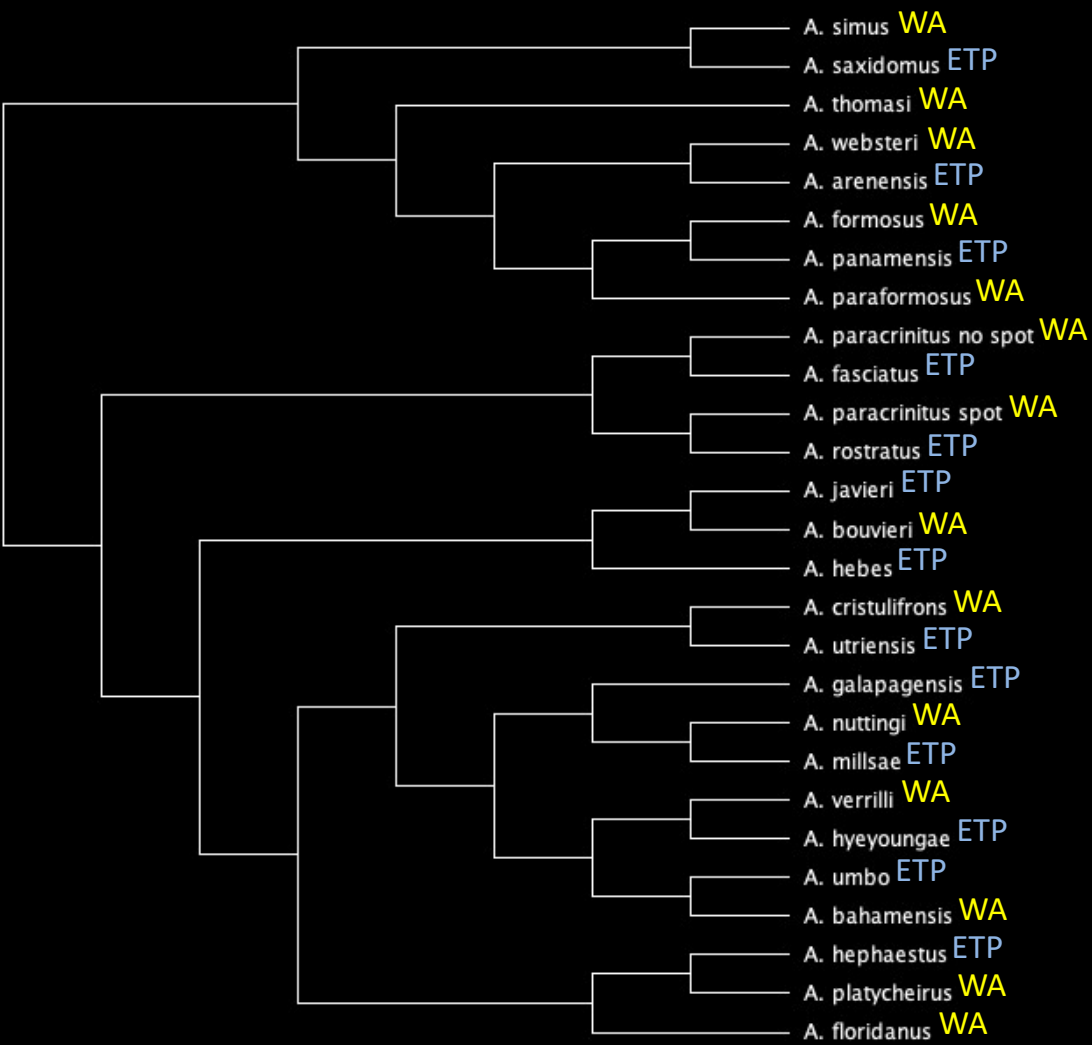 A. simus WA
A. saxidomus ETP
A. thomasi WA
A. websteri WA
A. arenensis ETP
A. formosus WA
A. panamensis ETP
A. paraformosus WA
A. paracrinitus no spot WA
A. fasciatus ETP
A. paracrinitus spot WA
A. rostratus ETP
A. javieri ETP
A. bouvieri WA
A. hebes ETP
A. cristulifrons WA
A. utriensis ETP
A. galapagensis ETP
A. nuttingi WA
A. millsae ETP
A. verrilli WA
A. hyeyoungae ETP
A. umbo ETP
A. bahamensis WA
A. hephaestus ETP
A. platycheirus WA
A. floridanus WA